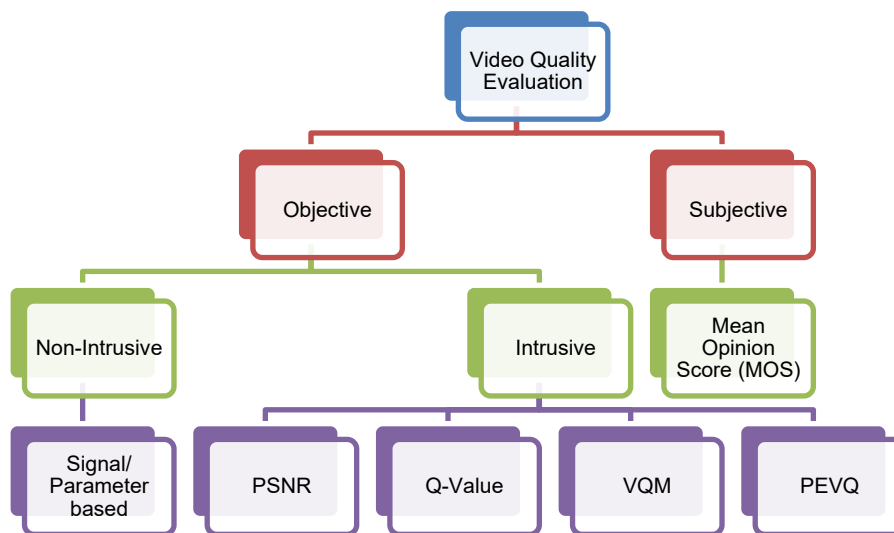 Video Quality
Evaluation
Objective
Subjective
Non-Intrusive
Intrusive
Mean
Opinion
Score (MOS)
Signal/
Parameter
based
PSNR
Q-Value
VQM
PEVQ